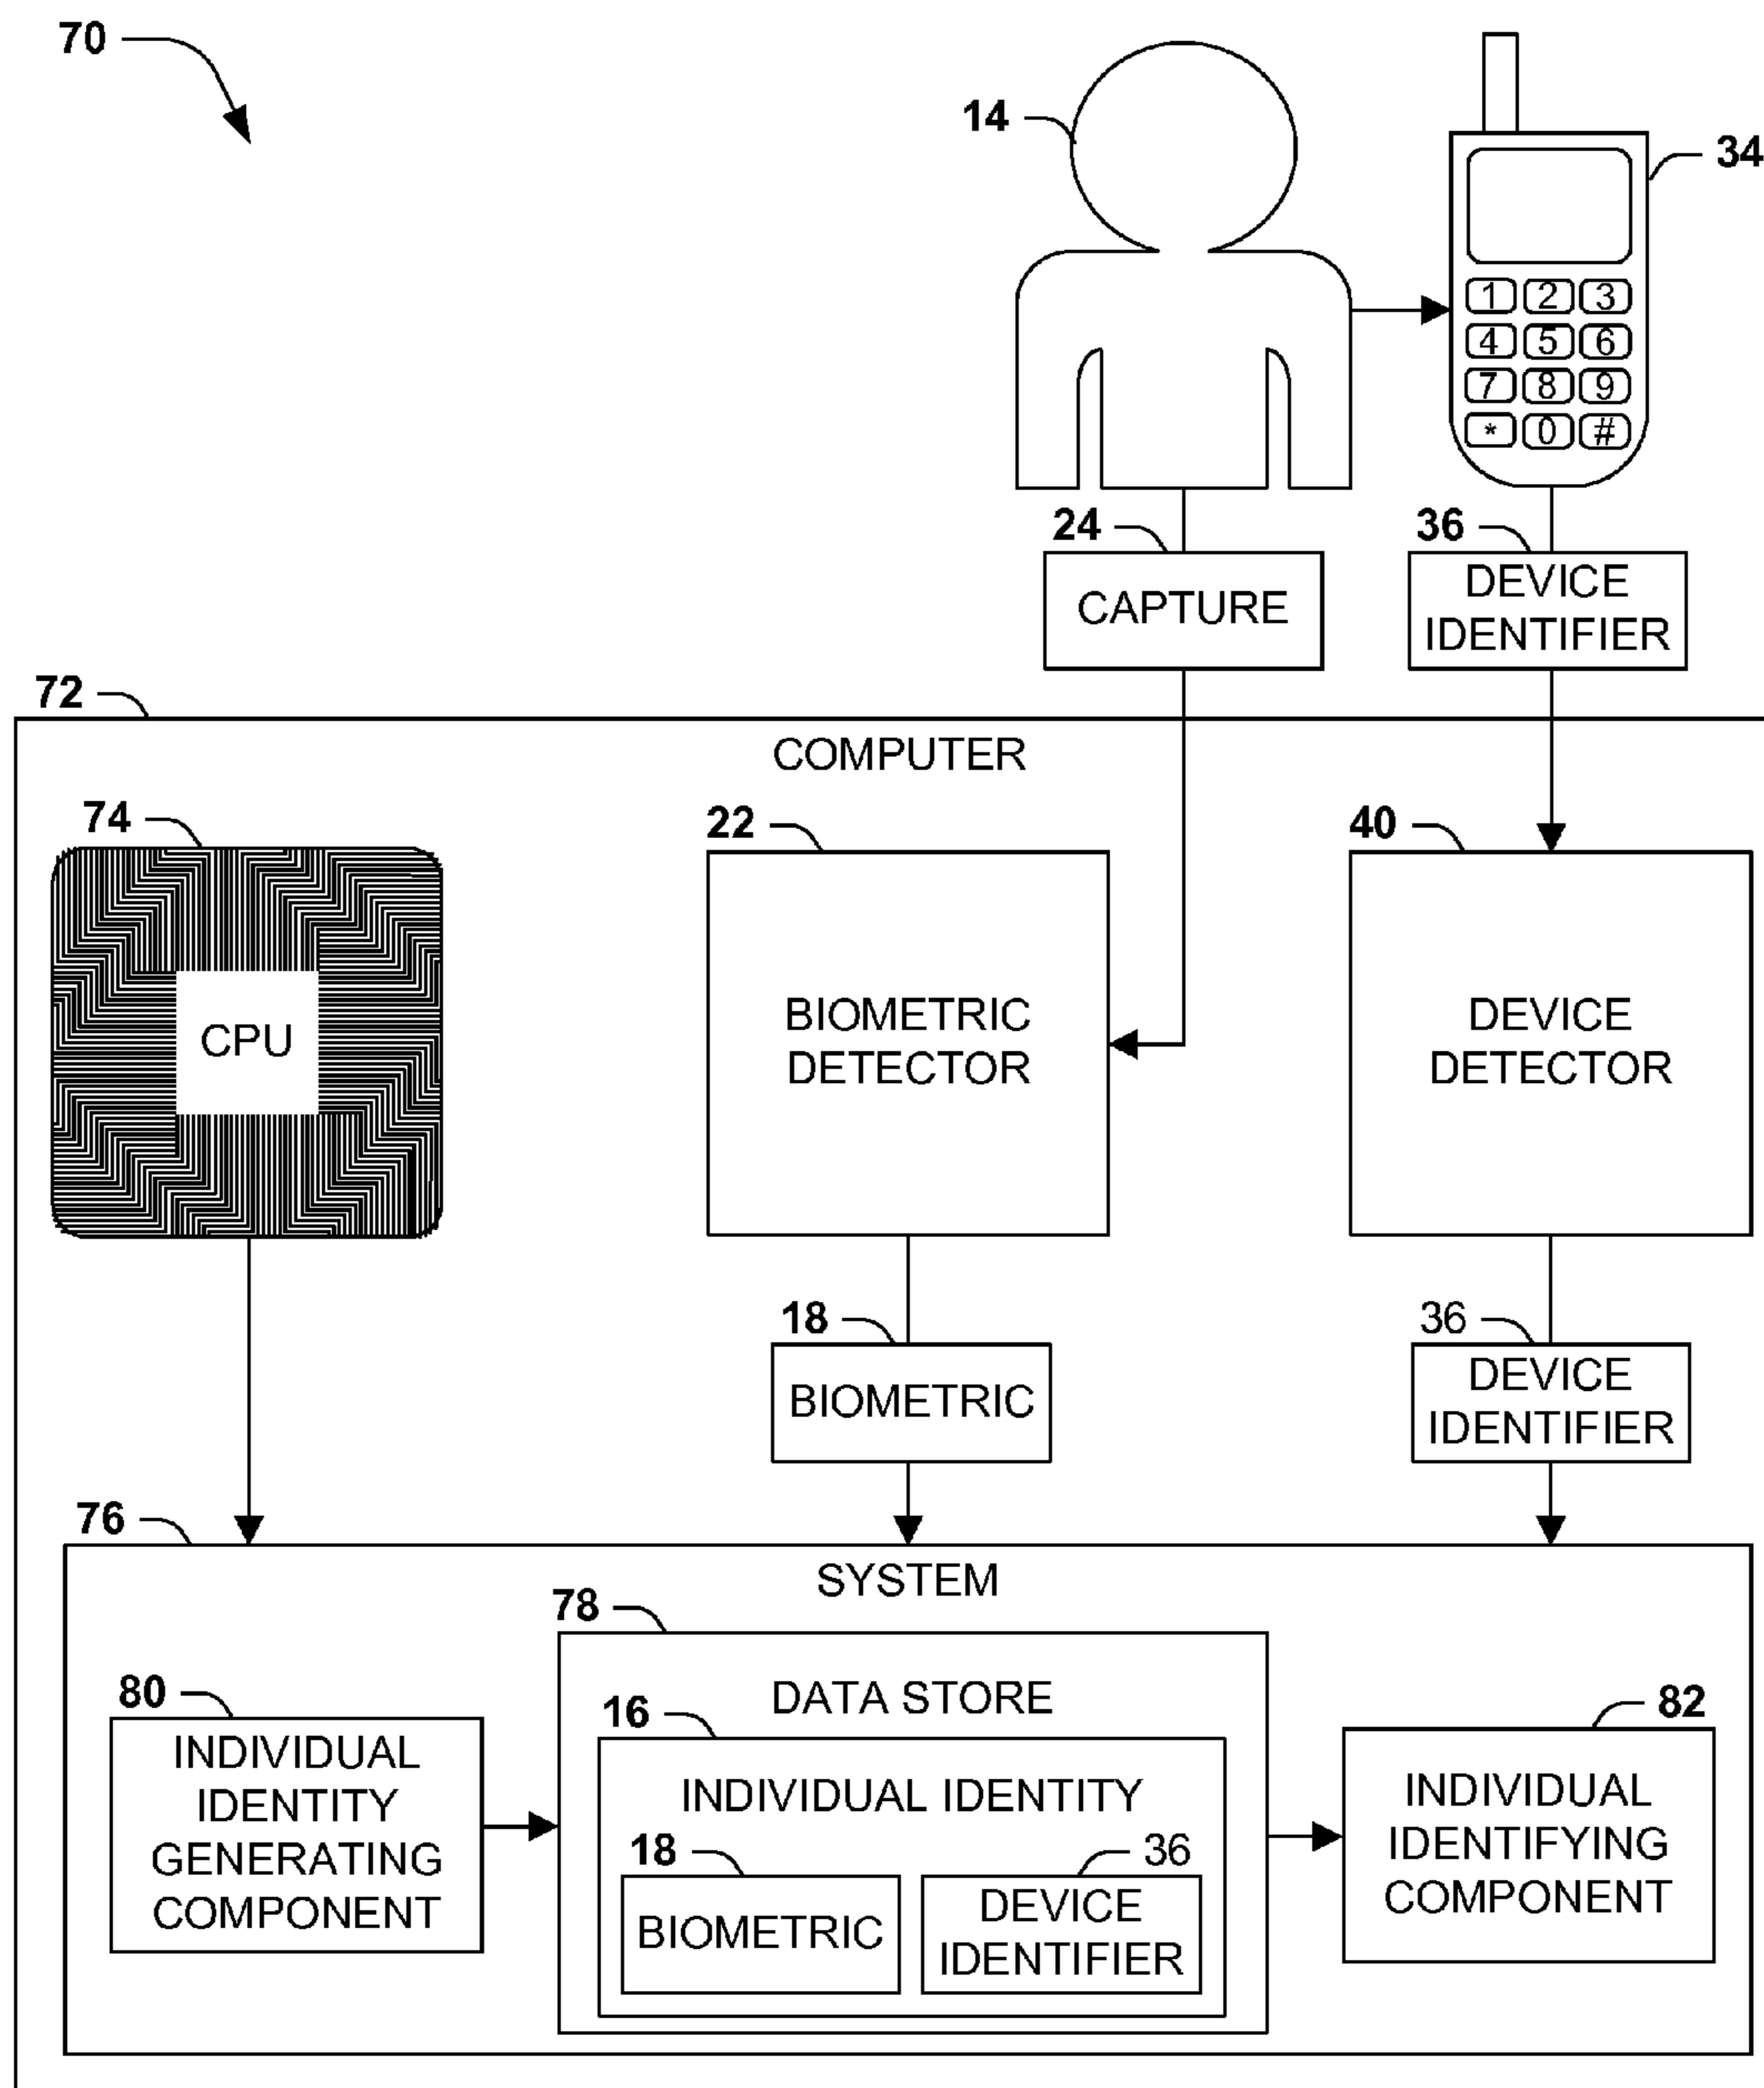 70
14
34
1 2 3
4 5 6
7 8 9
* 0 #
24
36
CAPTURE
DEVICE
IDENTIFIER
72
COMPUTER
74
22
40
CPU
BIOMETRIC
DETECTOR
DEVICE
DETECTOR
18
36
BIOMETRIC
DEVICE
IDENTIFIER
76
SYSTEM
78
DATA STORE
80
INDIVIDUAL
IDENTITY
GENERATING
COMPONENT
16
INDIVIDUAL IDENTITY
18
BIOMETRIC
36
DEVICE
IDENTIFIER
82
INDIVIDUAL
IDENTIFYING
COMPONENT